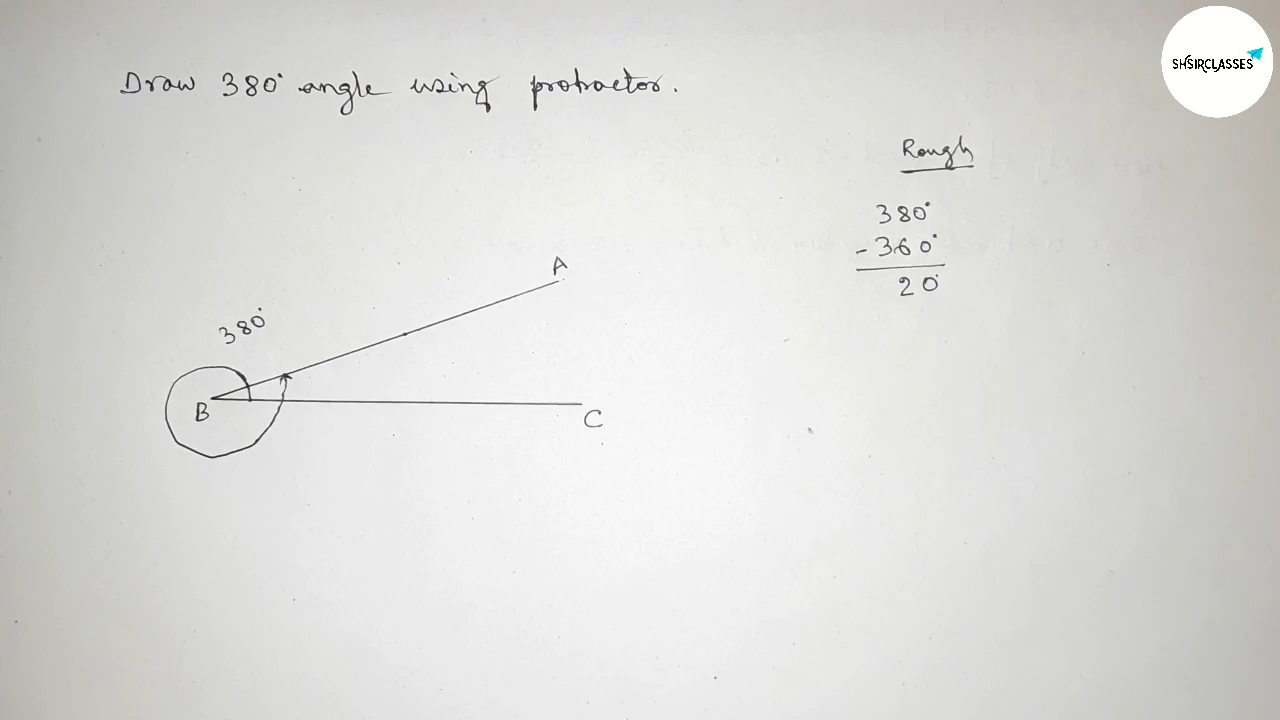 Draw 380° angle using protractor.
SHSIRCLASSES
Rough
380°
- 360°
20°
A
380°
B
C